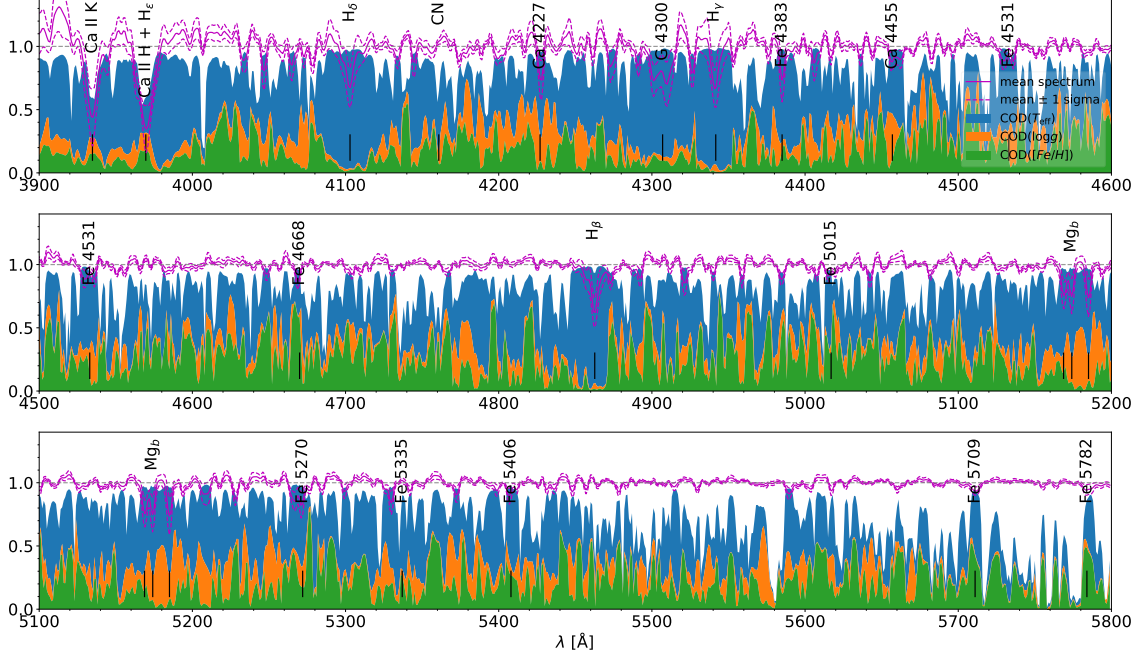 Ca II K
Ca II H + Hε
Hδ
CN
Ca 4227
G 4300
Hγ
Fe 4383
Ca 4455
Fe 4531
mean spectrum
mean ± 1 sigma
COD(Teff)
COD(logg)
COD([Fe/H])
1.0
0.5
0.0
3900 4000 4100 4200 4300 4400 4500 4600
Fe 4531
Fe 4668
Hβ
Fe 5015
Mgb
1.0
0.5
0.0
4500 4600 4700 4800 4900 5000 5100 5200
Mgb
Fe 5270
Fe 5335
Fe 5406
Fe 5709
Fe 5782
1.0
0.5
0.0
5100 5200 5300 5400 5500 5600 5700 5800
λ [Å]